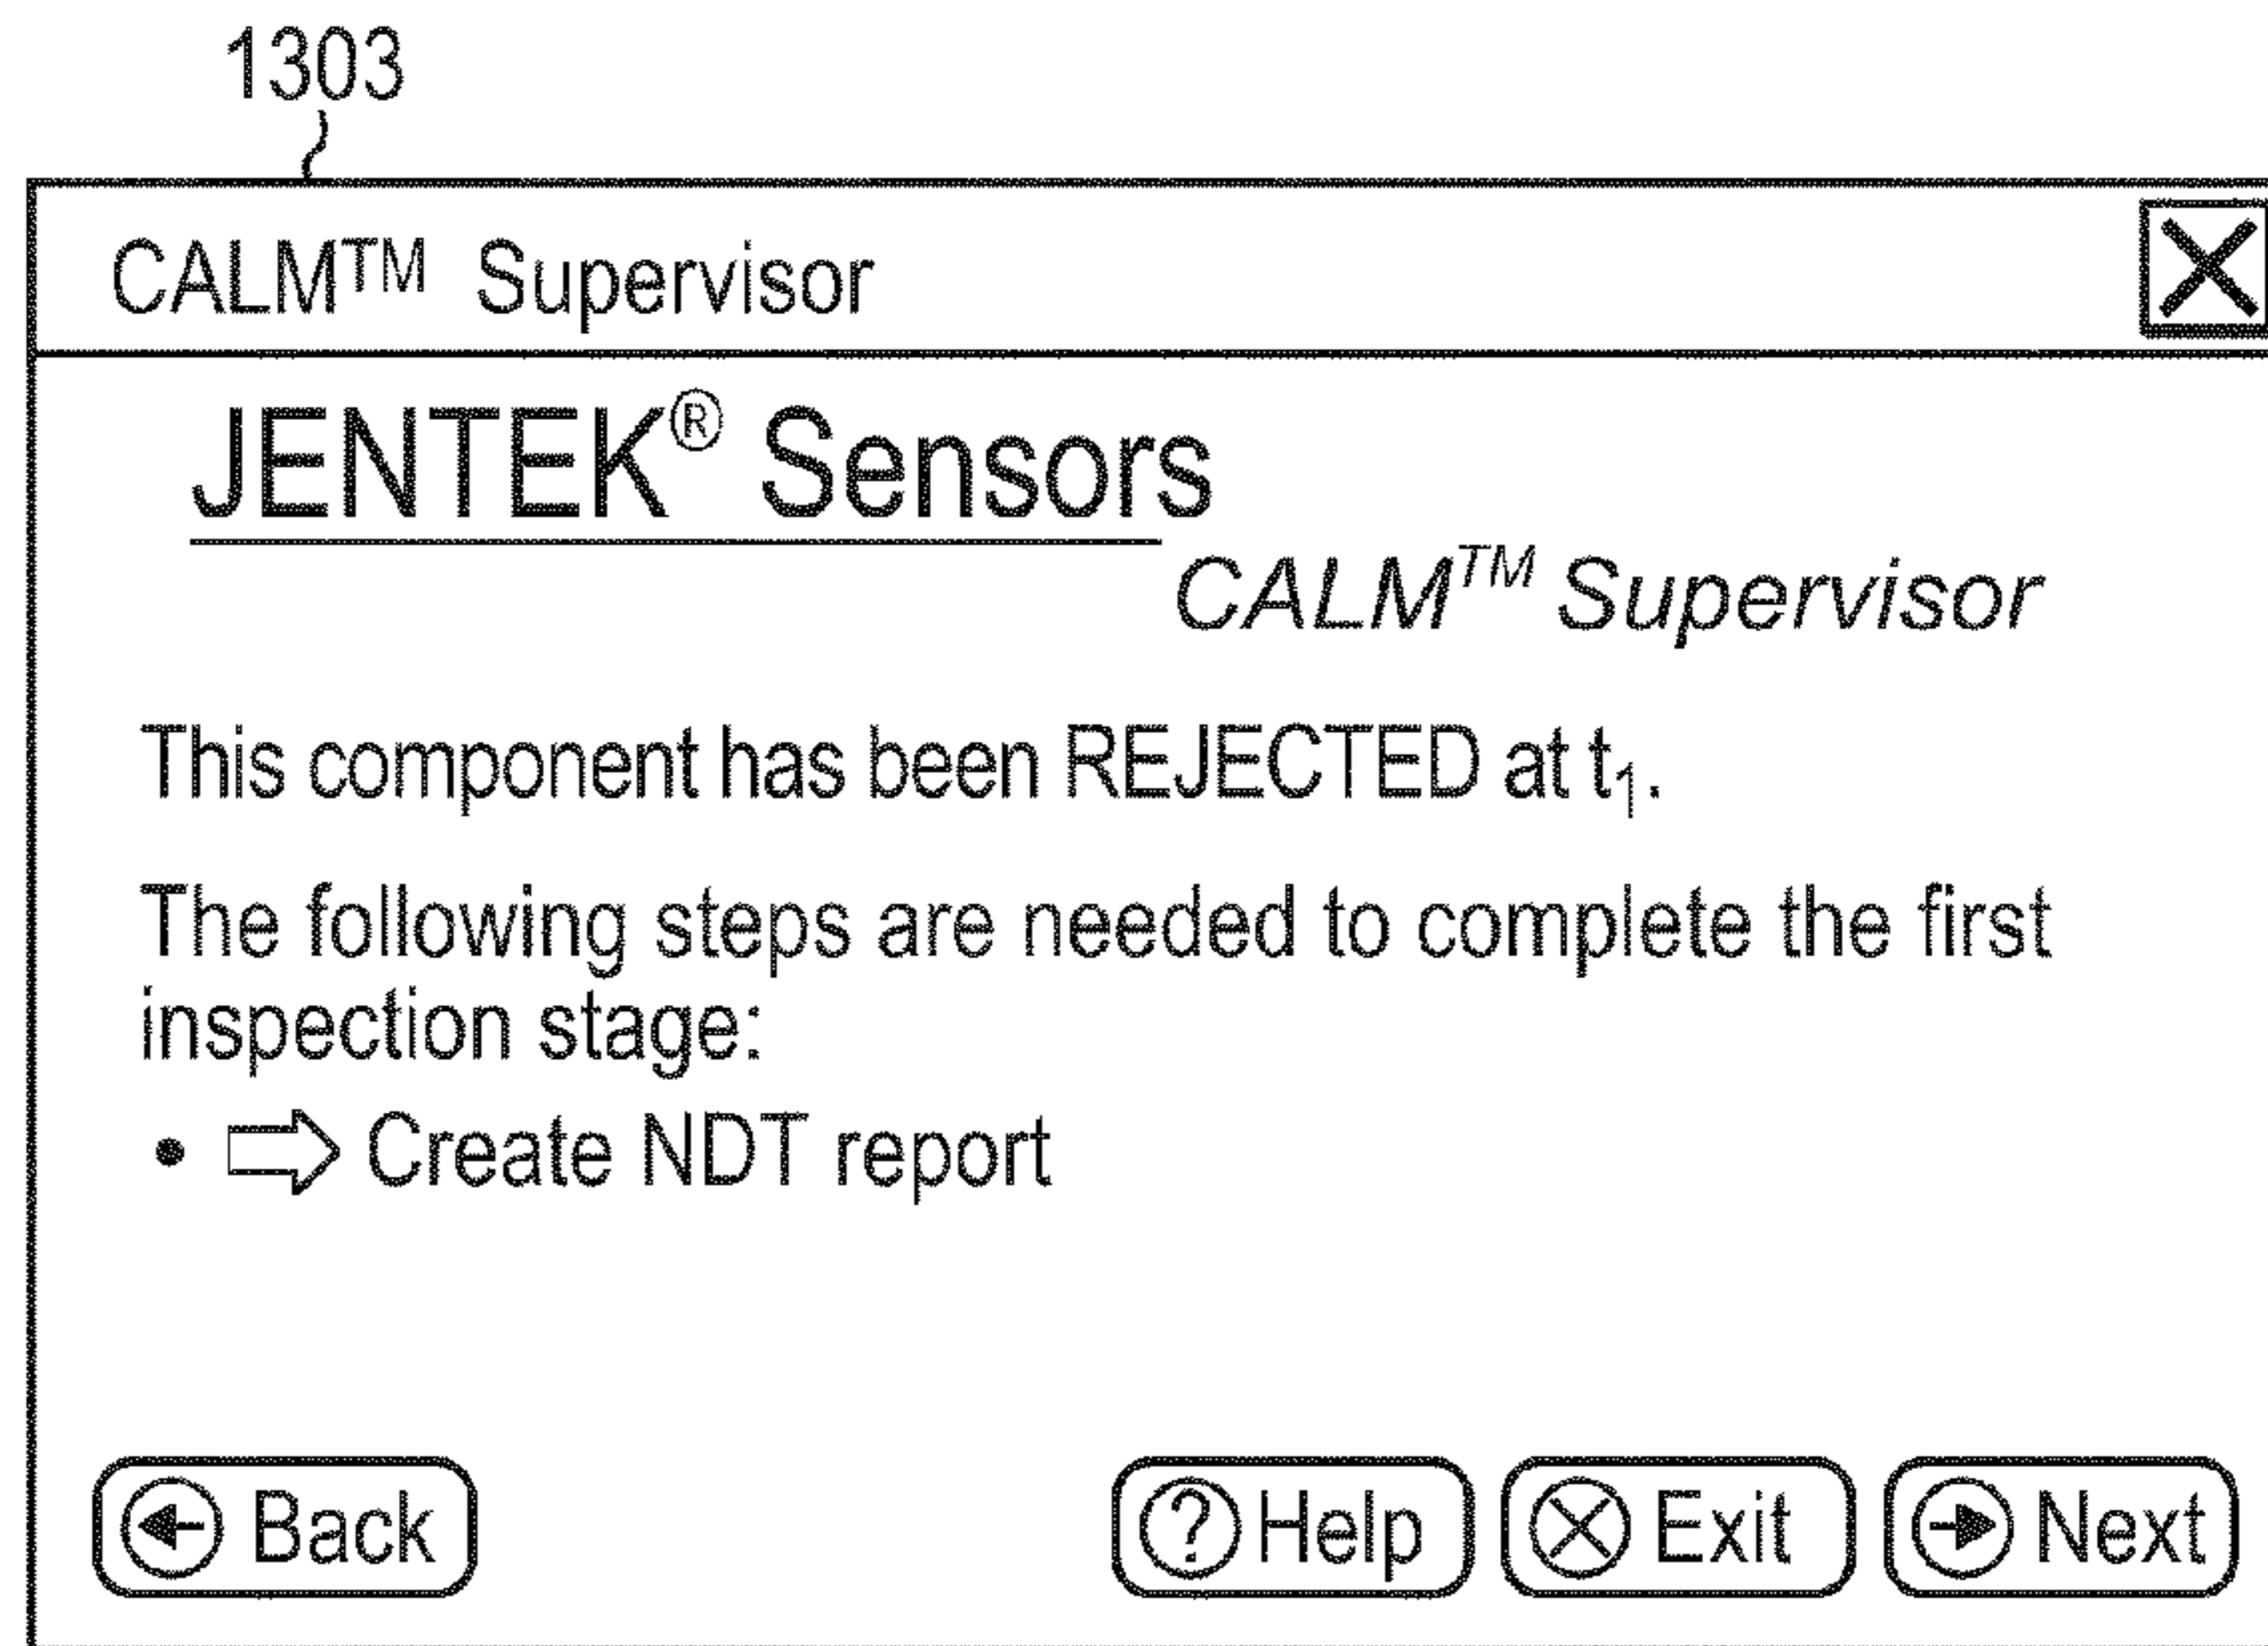 1303
CALM™ Supervisor
JENTEK® Sensors
CALM™ Supervisor
This component has been REJECTED at t₁.
The following steps are needed to complete the first
inspection stage:
• ⇨ Create NDT report
Back
Help
Exit
Next